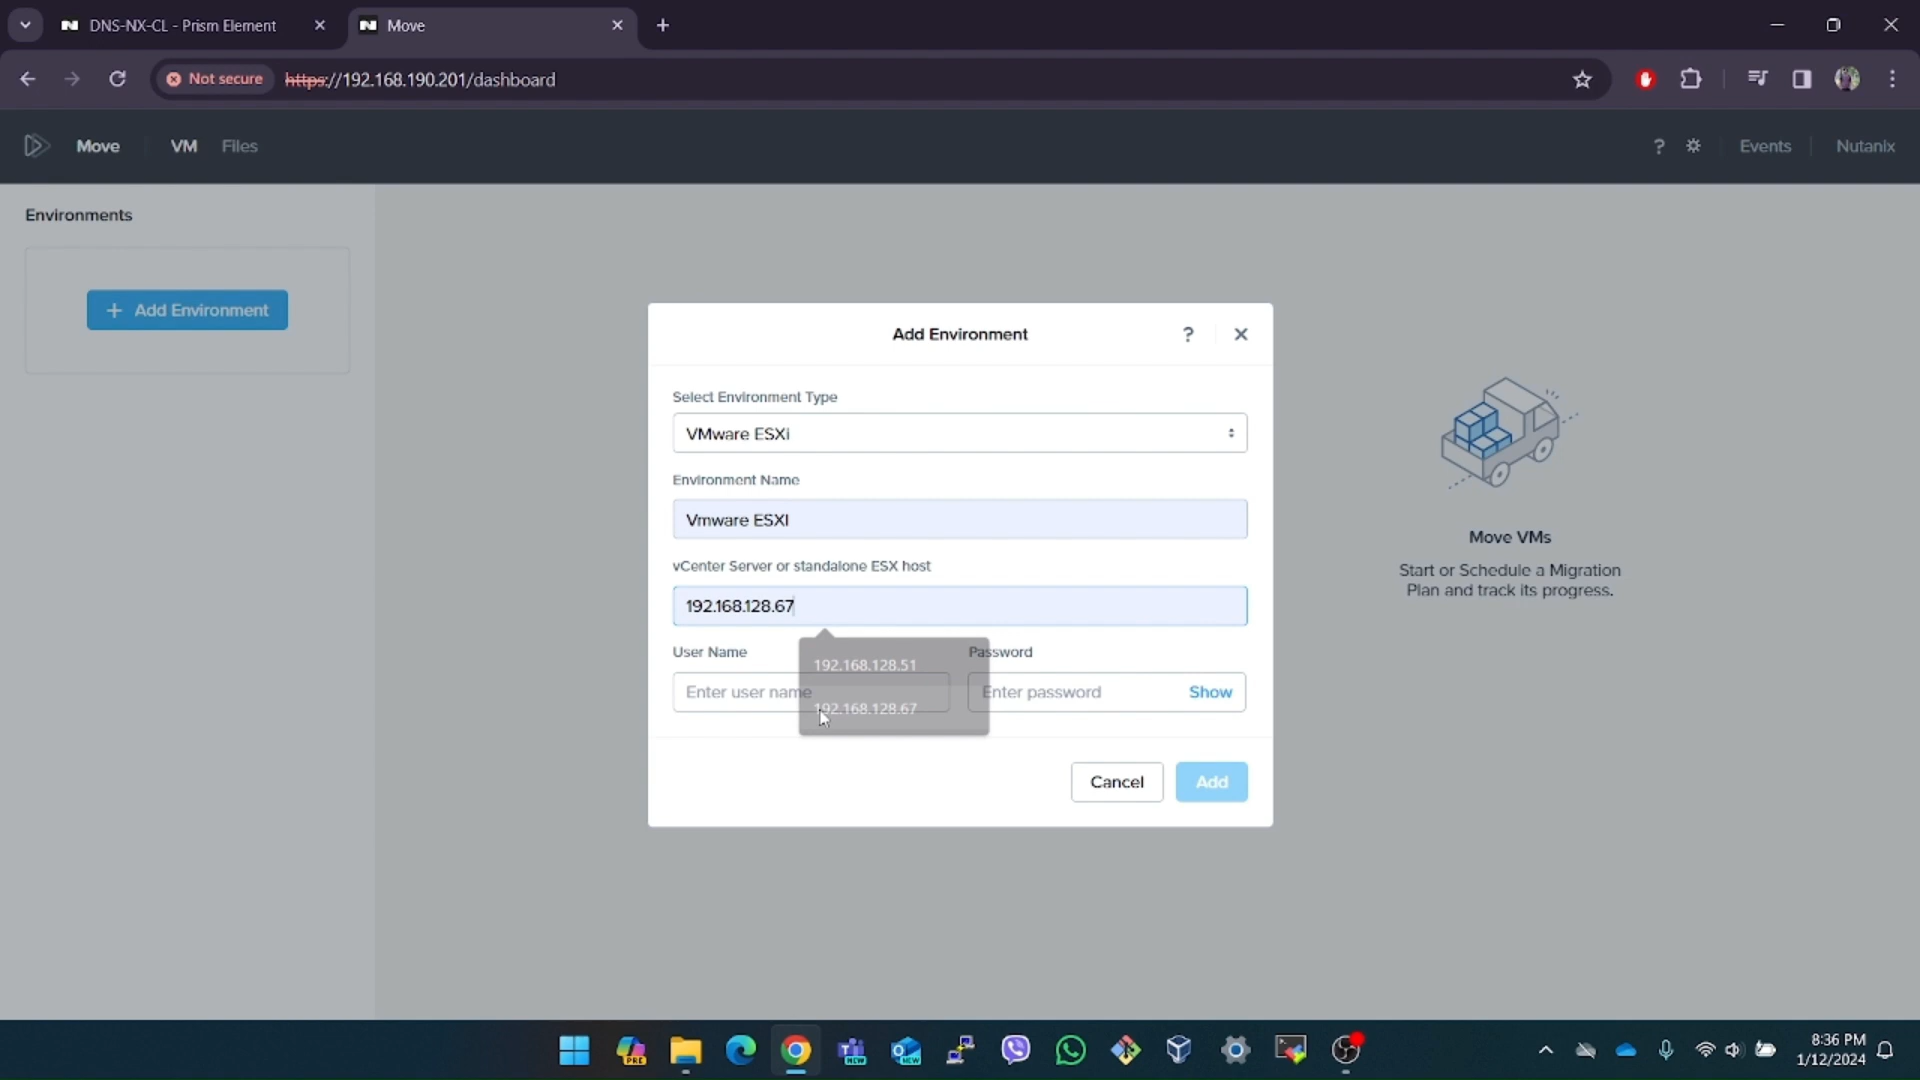 DNS-NX-CL - Prism Element
Move
Not secure
https://192.168.190.201/dashboard
Move
VM
Files
?
Events
Nutanix
Environments
+ Add Environment
Add Environment
?
Select Environment Type
VMware ESXi
Environment Name
Vmware ESXI
vCenter Server or standalone ESX host
192.168.128.67
User Name
Password
192.168.128.51
Enter user name
Enter password
Show
192.168.128.67
Cancel
Add
Move VMs
Start or Schedule a Migration
Plan and track its progress.
PRE
NEW
NEW
8:36 PM
1/12/2024